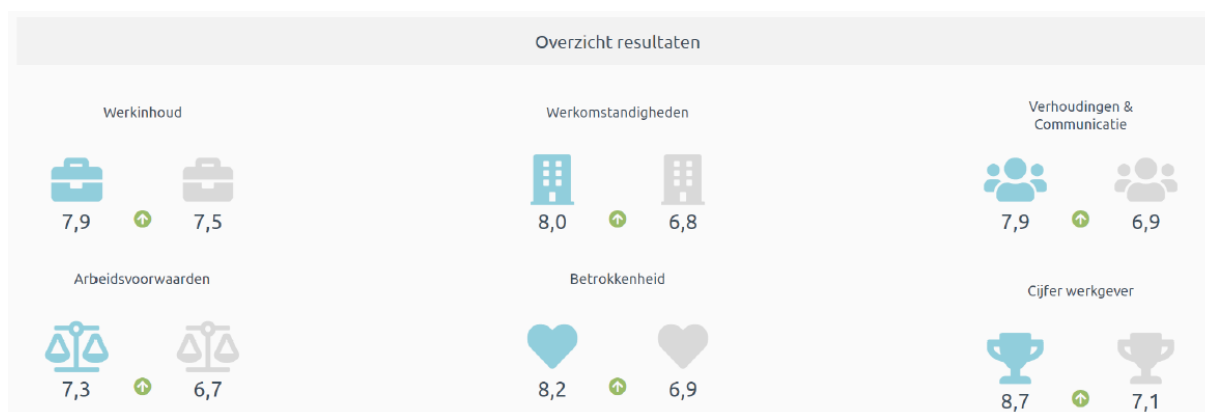 Overzicht resultaten
Werkinhoud
7,9 7,5
Werkomstandigheden
8,0 6,8
Verhoudingen &
Communicatie
7,9 6,9
Arbeidsvoorwaarden
7,3 6,7
Betrokkenheid
8,2 6,9
Cijfer werkgever
8,7 7,1